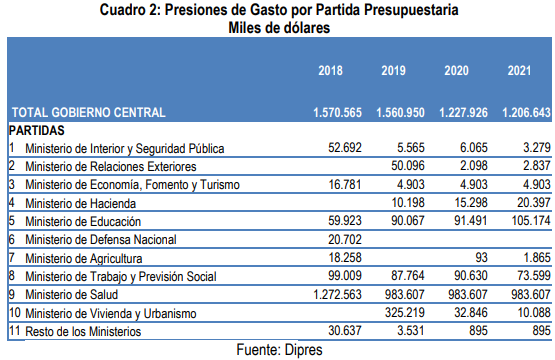 Cuadro 2: Presiones de Gasto por Partida Presupuestaria
Miles de dólares
2018 2019 2020 2021
TOTAL GOBIERNO CENTRAL 1.570.565 1.560.950 1.227.926 1.206.643
PARTIDAS
1 Ministerio de Interior y Seguridad Pública 52.692 5.565 6.065 3.279
2 Ministerio de Relaciones Exteriores 50.096 2.098 2.837
3 Ministerio de Economía, Fomento y Turismo 16.781 4.903 4.903 4.903
4 Ministerio de Hacienda 10.198 15.298 20.397
5 Ministerio de Educación 59.923 90.067 91.491 105.174
6 Ministerio de Defensa Nacional 20.702
7 Ministerio de Agricultura 18.258 93 1.865
8 Ministerio de Trabajo y Previsión Social 99.009 87.764 90.630 73.599
9 Ministerio de Salud 1.272.563 983.607 983.607 983.607
10 Ministerio de Vivienda y Urbanismo 325.219 32.846 10.088
11 Resto de los Ministerios 30.637 3.531 895 895
Fuente: Dipres